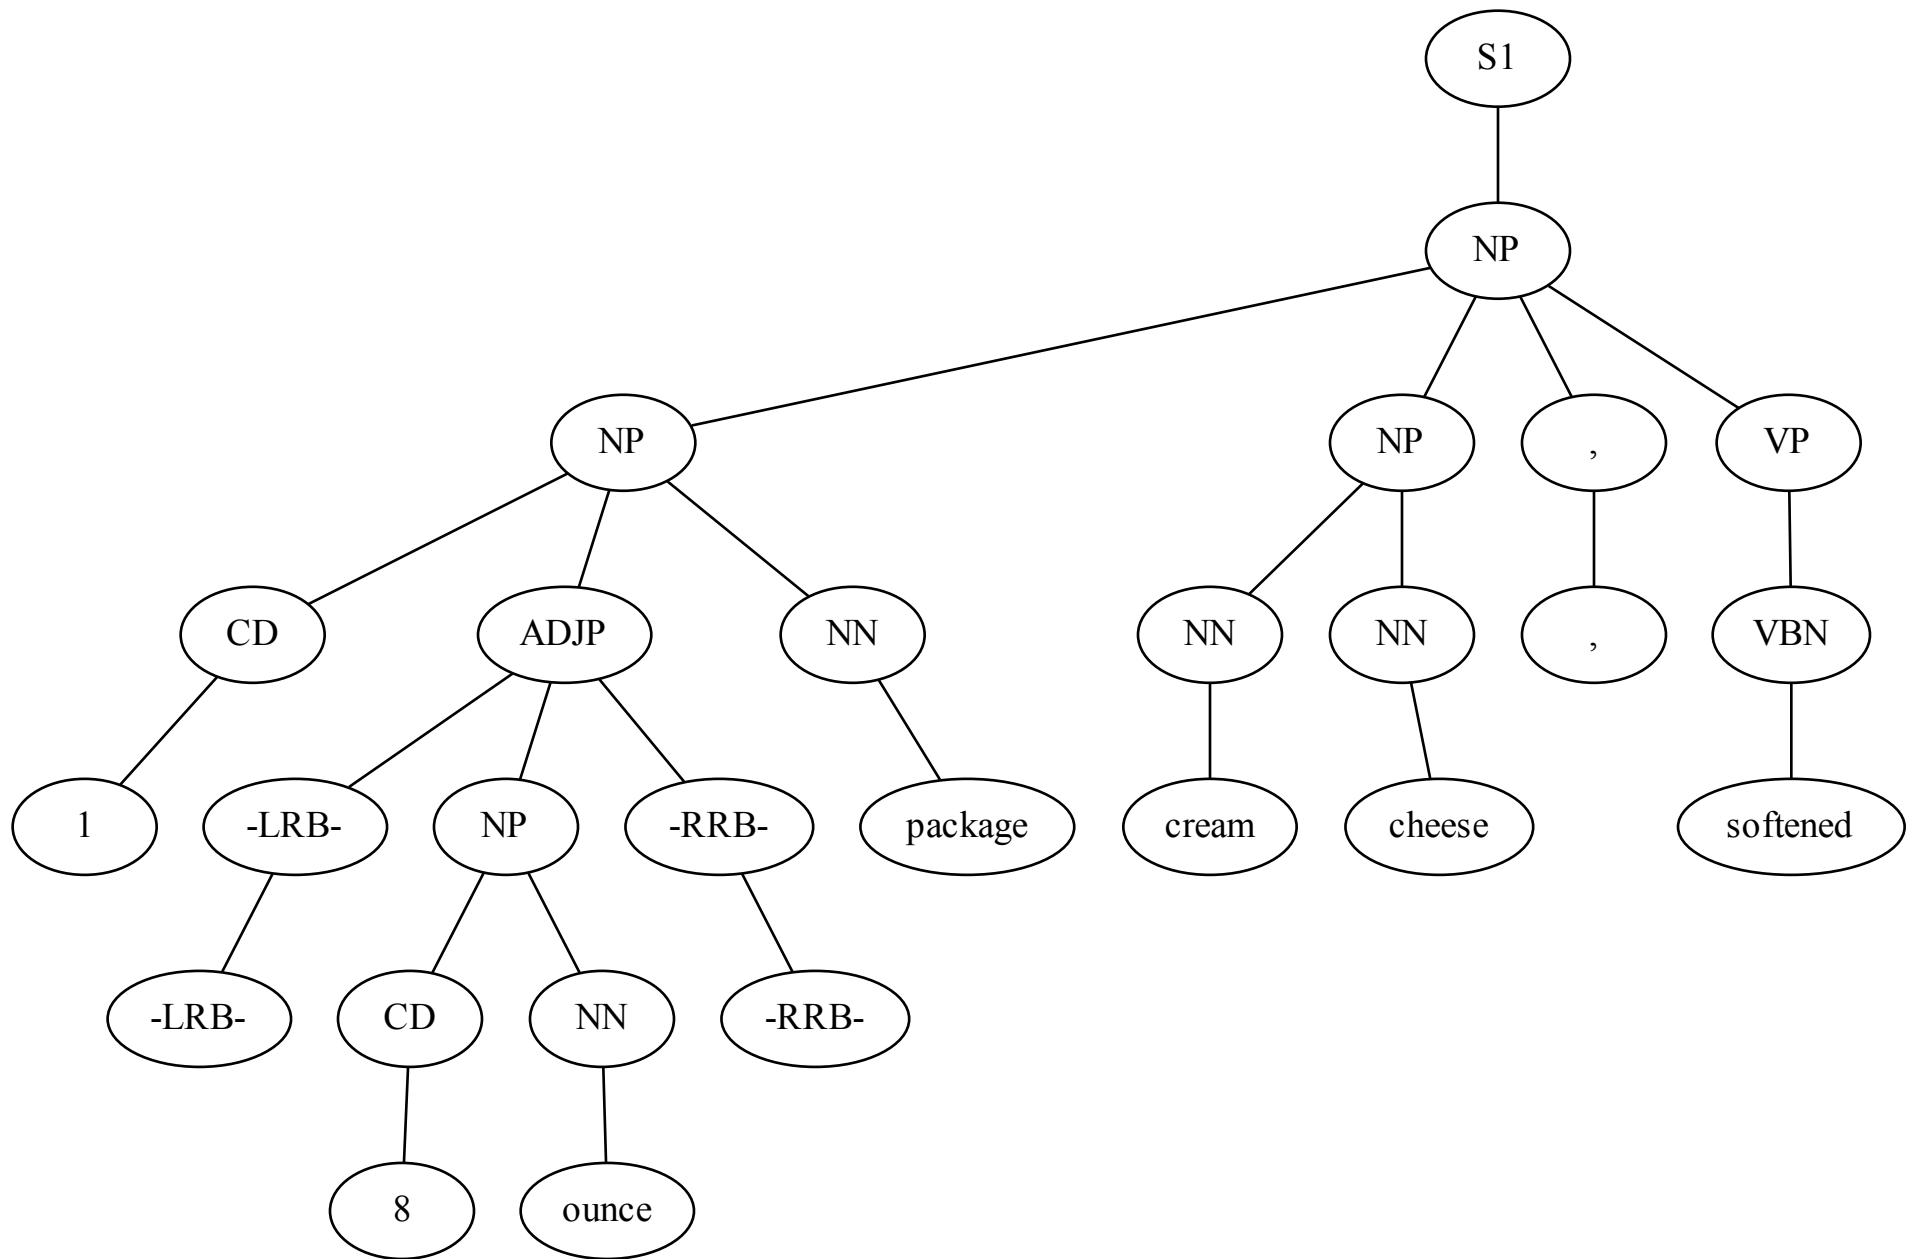 S1
NP
NP NP , VP
CD ADJP NN NN NN , VBN
1 -LRB- NP -RRB- package cream cheese softened
-LRB- CD NN -RRB-
8 ounce